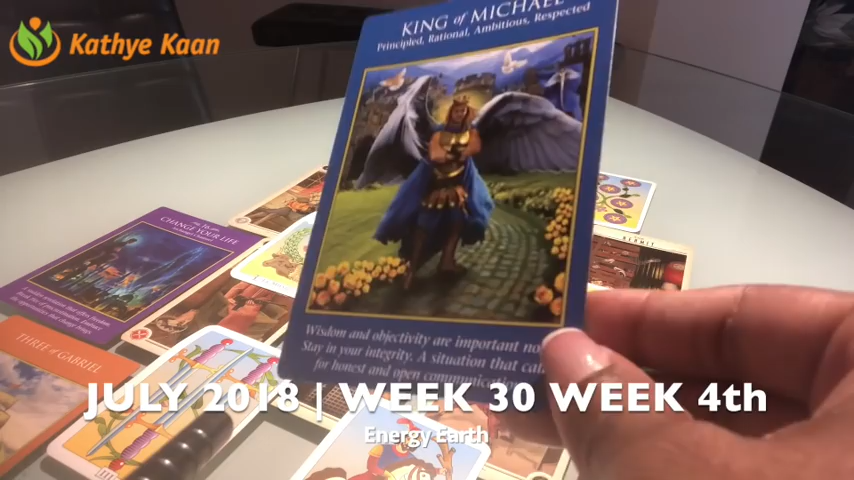 Kathye Kaan
KING of MICHAEL
Principled, Rational, Ambitious, Respected
CHANGE YOUR LIFE
THREE of GABRIEL
HERMIT
Wisdom and objectivity are important
Stay in your integrity. A situation that
for honest and open communication
JULY 2018 | WEEK 30 WEEK 4th
Energy Earth